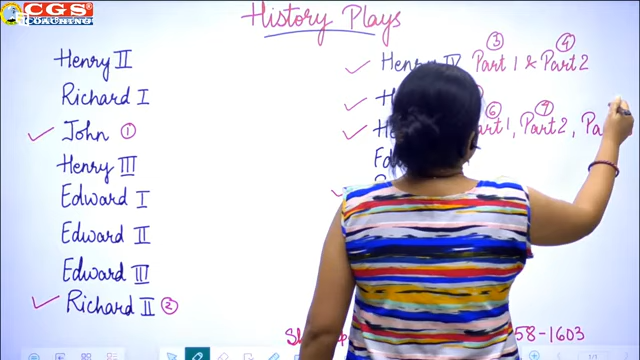 CGS
COACHING
History Plays
Henry II
Richard I
John ①
Henry III
Edward I
Edward II
Edward III
Richard II ②
③ ④
Henry IV Part 1 & Part 2
⑥ ⑦
Part 1, Part 2,
58-1603